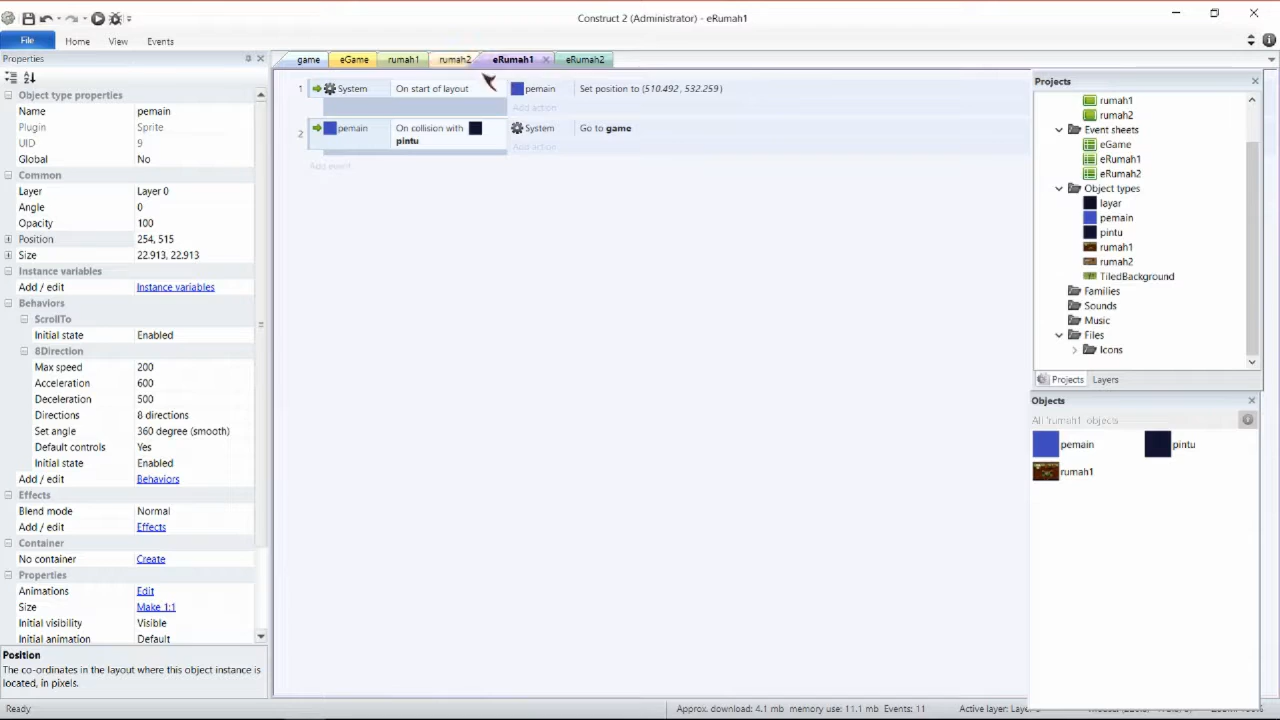 Construct 2 (Administrator) - eRumah1
File
Home
View
Events
Properties
Object type properties
Name pemain
Plugin Sprite
UID 9
Global No
Common
Layer Layer 0
Angle 0
Opacity 100
Position 254, 515
Size 22.913, 22.913
Instance variables
Add / edit Instance variables
Behaviors
ScrollTo
Initial state Enabled
8Direction
Max speed 200
Acceleration 600
Deceleration 500
Directions 8 directions
Set angle 360 degree (smooth)
Default controls Yes
Initial state Enabled
Add / edit Behaviors
Effects
Blend mode Normal
Add / edit Effects
Container
No container Create
Properties
Animations Edit
Size Make 1:1
Initial visibility Visible
Initial animation Default
Position
The co-ordinates in the layout where this object instance is
located, in pixels.
game
eGame
rumah1
rumah2
eRumah1
eRumah2
1 System On start of layout pemain Set position to (510.492, 532.259)
Add action
2 pemain On collision with pintu System Go to game
Add action
Add event
Projects
rumah1
rumah2
Event sheets
eGame
eRumah1
eRumah2
Object types
layar
pemain
pintu
rumah1
rumah2
TiledBackground
Families
Sounds
Music
Files
Icons
Projects
Layers
Objects
All 'rumah1' objects
pemain
pintu
rumah1
Ready
Approx. download: 4.1 mb
memory use: 11.1 mb
Events: 11